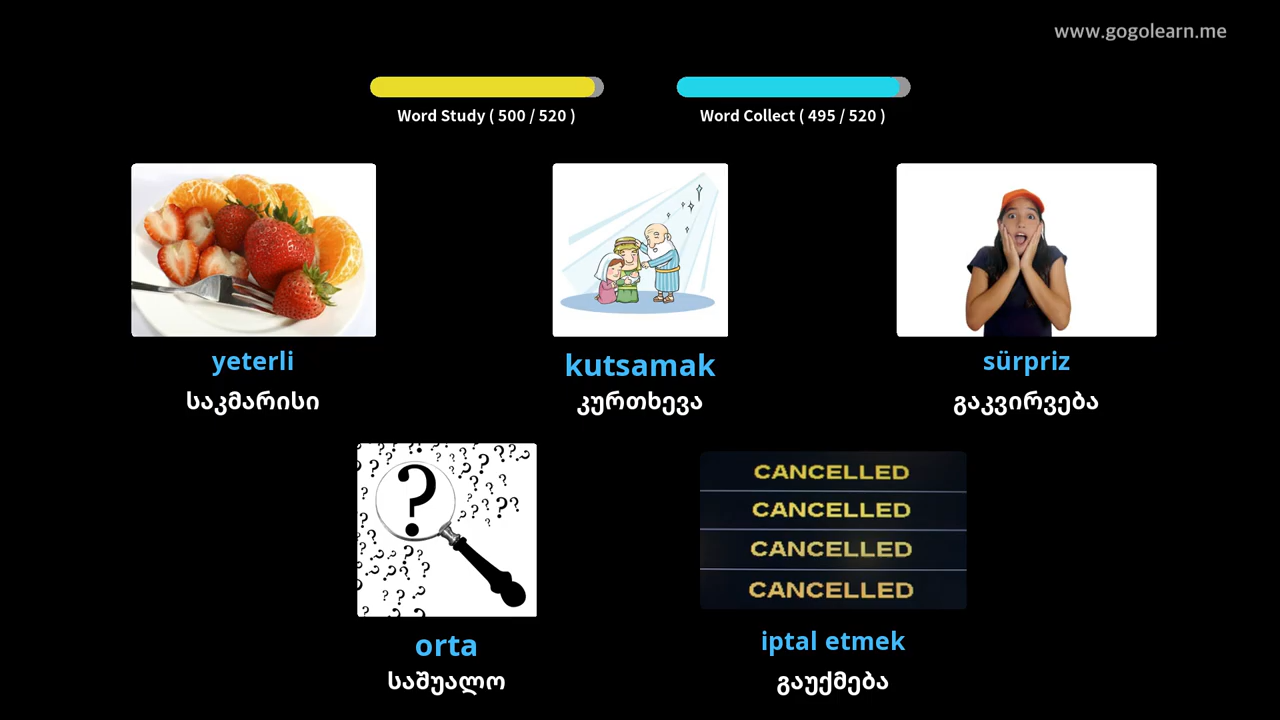 www.gogolearn.me
Word Study ( 500 / 520 )
Word Collect ( 495 / 520 )
yeterli
საკმარისი
kutsamak
კურთხევა
sürpriz
გაკვირვება
orta
საშუალო
CANCELLED
CANCELLED
CANCELLED
CANCELLED
iptal etmek
გაუქმება